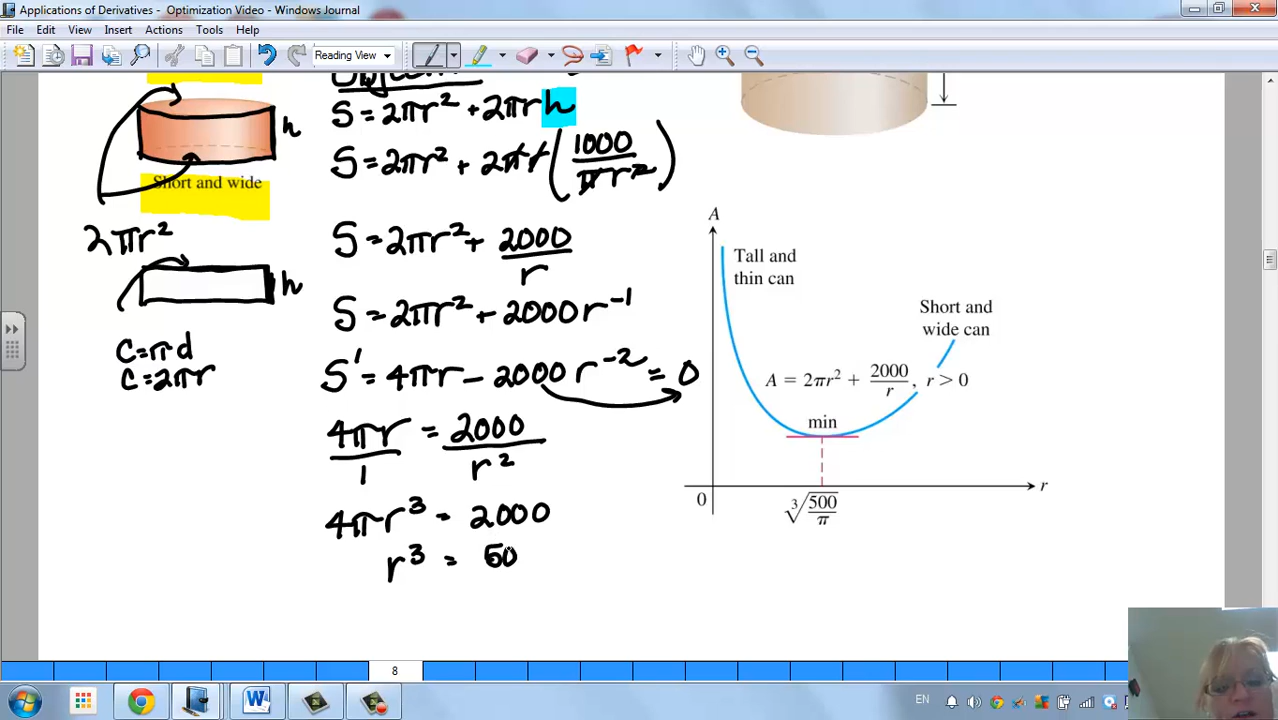 Applications of Derivatives - Optimization Video - Windows Journal
File Edit View Insert Actions Tools Help
Reading View
S = 2πr² + 2πrh
h
S = 2πr² + 2πr (1000/πr²)
Short and wide
2πr²
S = 2πr² + 2000/r
h
S = 2πr² + 2000r⁻¹
C=πd
C=2πr
S' = 4πr - 2000 r⁻² = 0
4πr/1 = 2000/r²
4πr³ = 2000
r³ = 50
A
Tall and
thin can
Short and
wide can
A = 2πr² + 2000/r, r > 0
min
0
r
∛(500/π)
8
EN